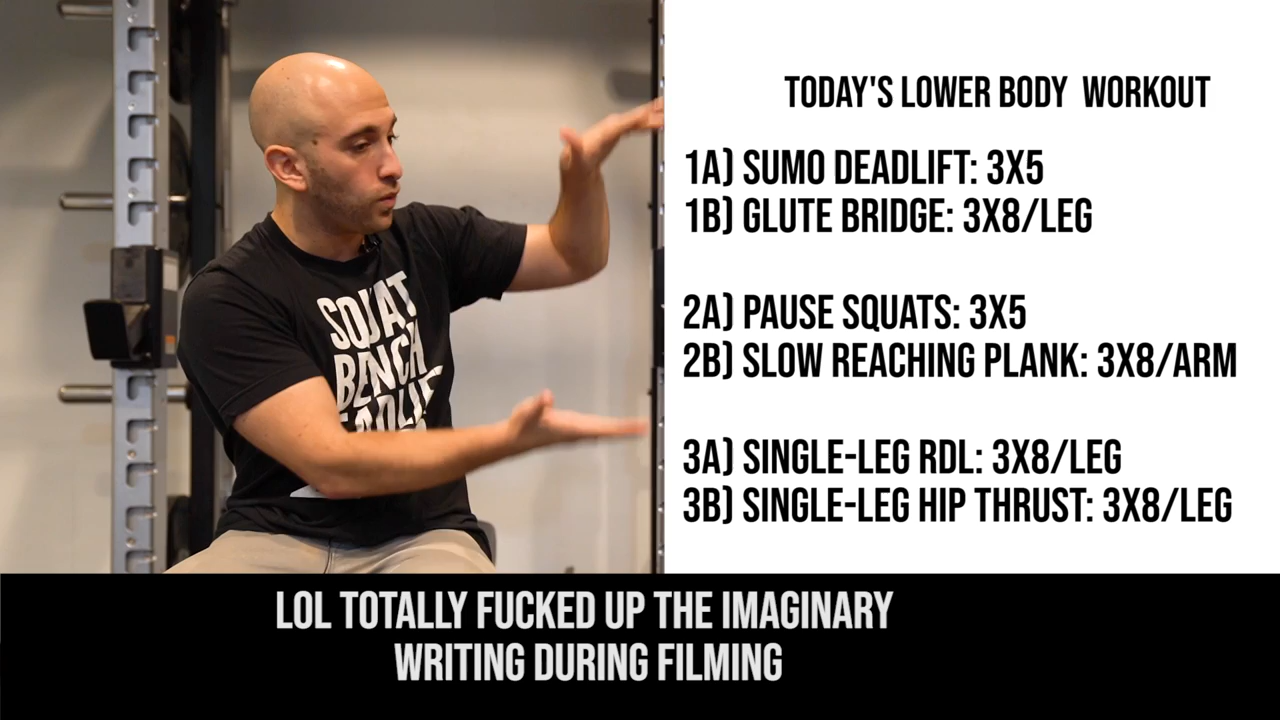 SQUAT
BENCH
TODAY'S LOWER BODY WORKOUT
1A) SUMO DEADLIFT: 3X5
1B) GLUTE BRIDGE: 3X8/LEG
2A) PAUSE SQUATS: 3X5
2B) SLOW REACHING PLANK: 3X8/ARM
3A) SINGLE-LEG RDL: 3X8/LEG
3B) SINGLE-LEG HIP THRUST: 3X8/LEG
LOL TOTALLY FUCKED UP THE IMAGINARY
WRITING DURING FILMING